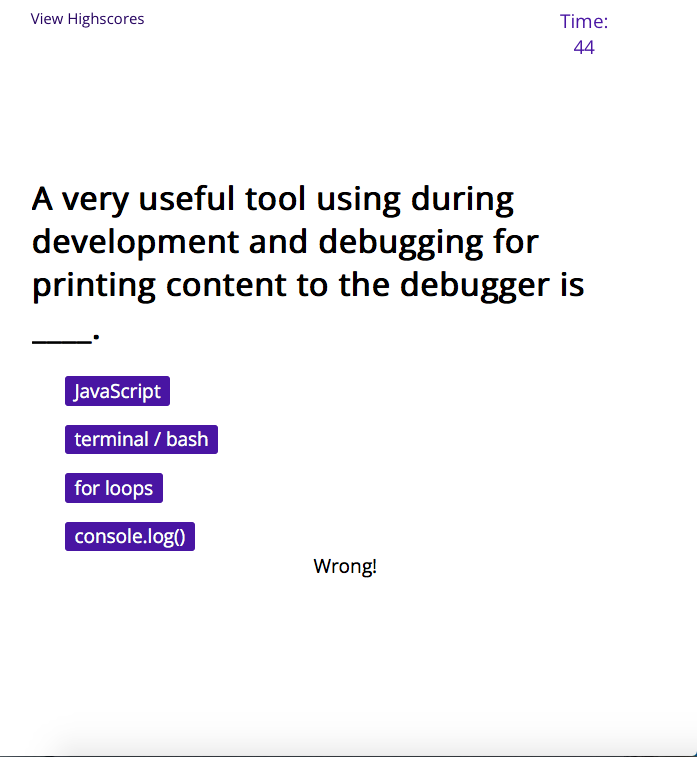 View Highscores
Time:
44
A very useful tool using during
development and debugging for
printing content to the debugger is
____.
JavaScript
terminal / bash
for loops
console.log()
Wrong!